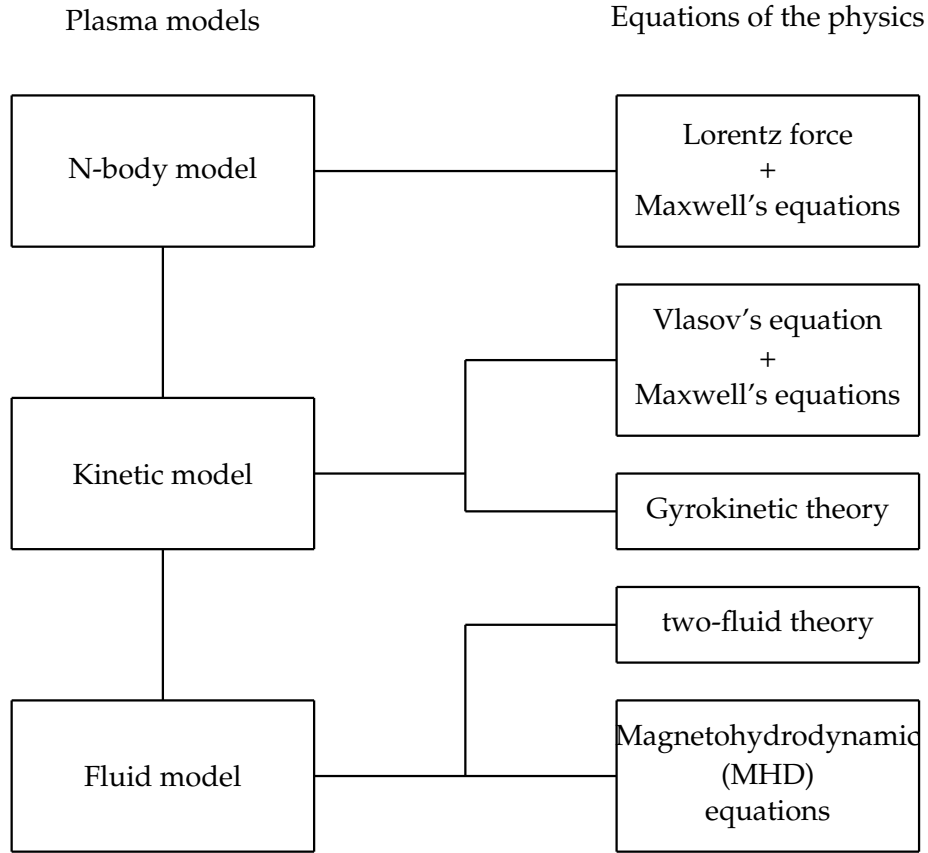 Plasma models
Equations of the physics
N-body model
Lorentz force
+
Maxwell's equations
Vlasov's equation
+
Maxwell's equations
Kinetic model
Gyrokinetic theory
two-fluid theory
Fluid model
Magnetohydrodynamic
(MHD)
equations